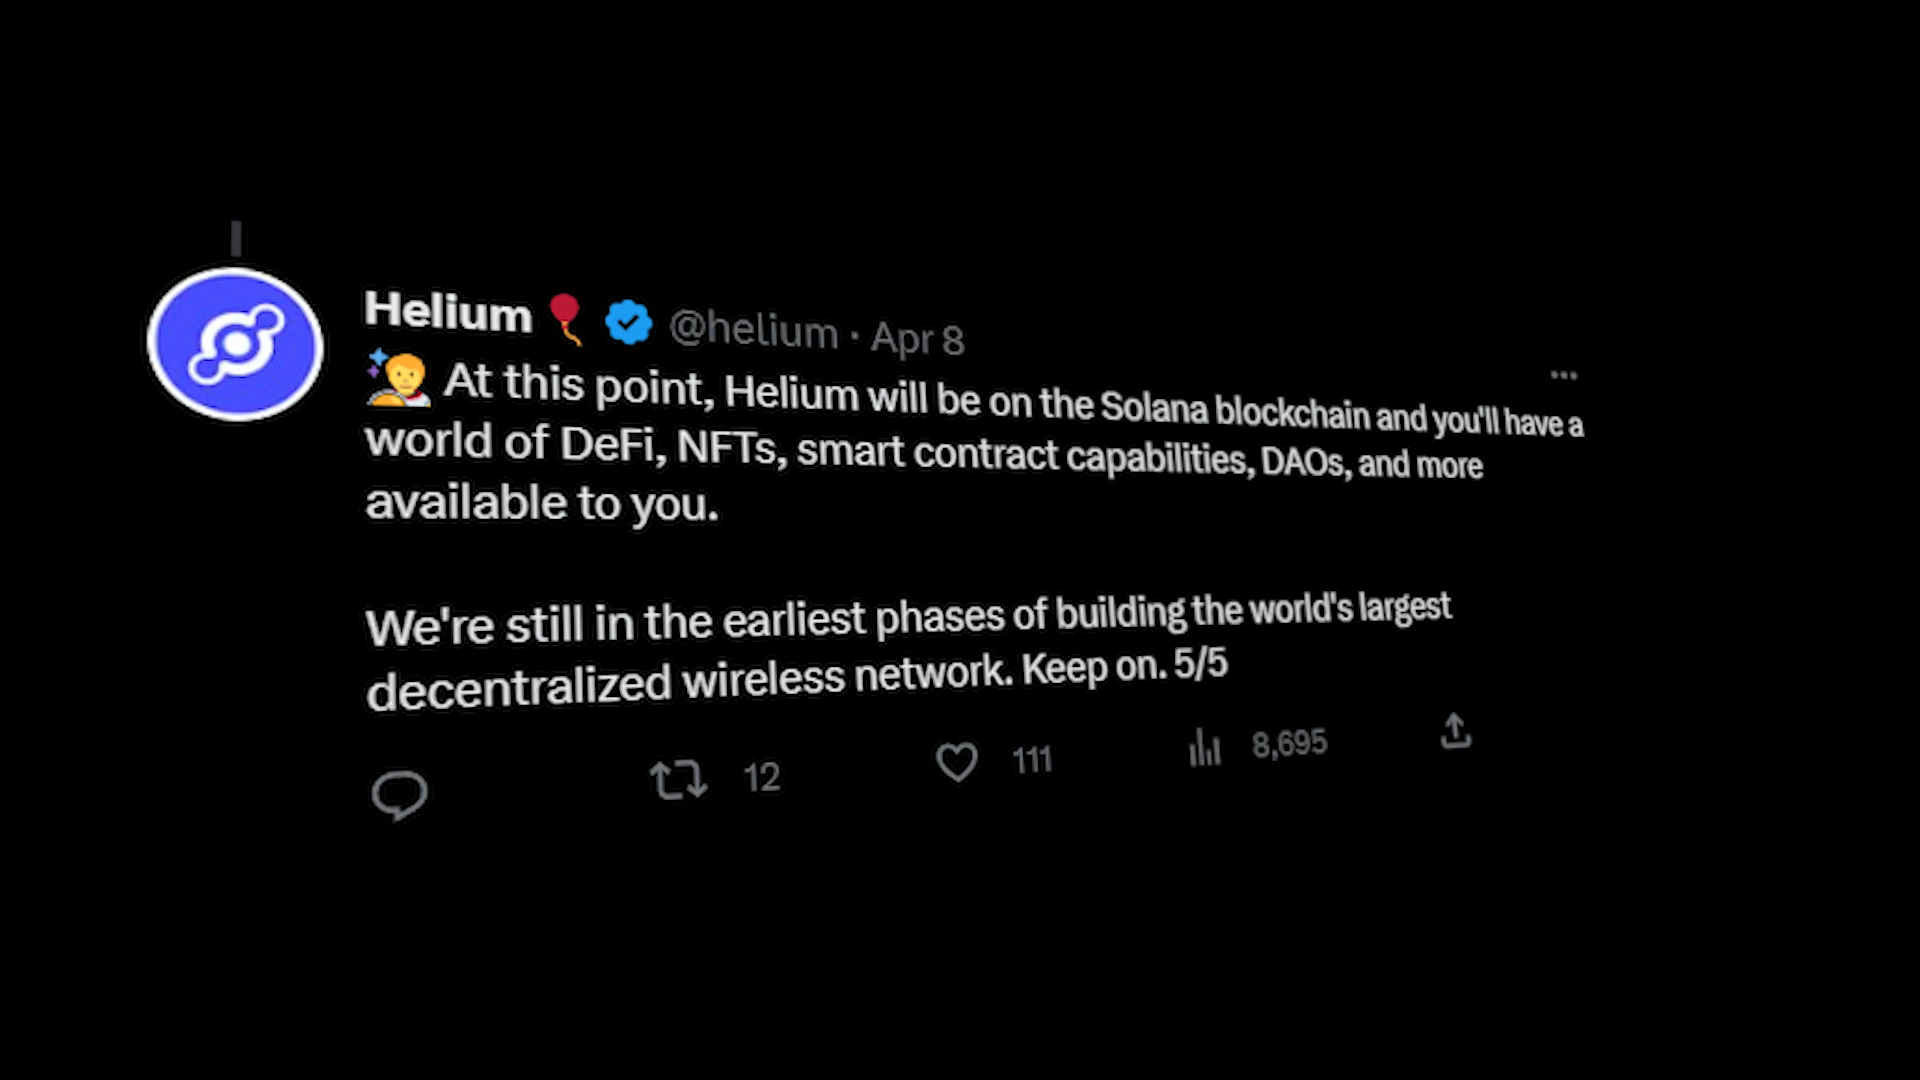 Helium @helium · Apr 8
At this point, Helium will be on the Solana blockchain and you'll have a
world of DeFi, NFTs, smart contract capabilities, DAOs, and more
available to you.
We're still in the earliest phases of building the world's largest
decentralized wireless network. Keep on. 5/5
12 111 8,695